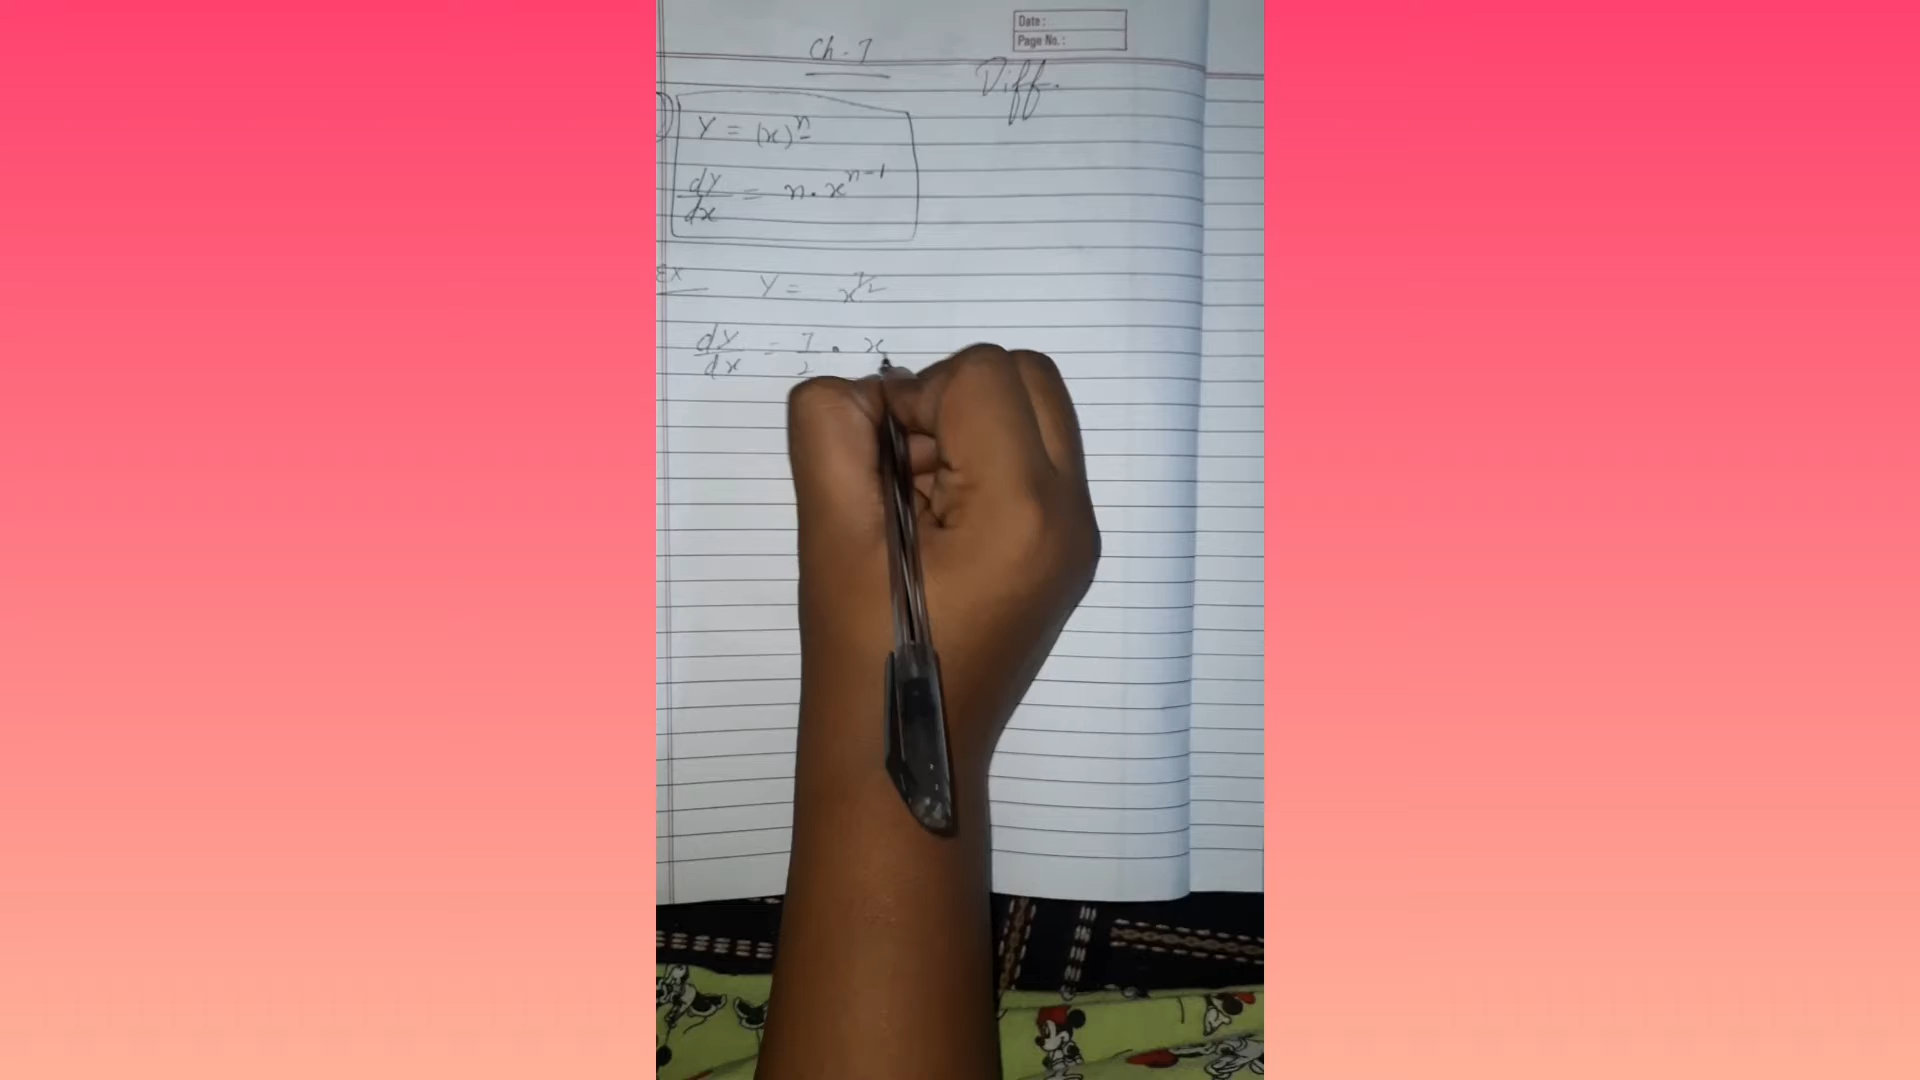 Date :
Page No. :
Ch. 7
Diff.
Y = (x)^n
dy/dx = n . x^n-1
Ex Y = x^7/2
dy/dx = 7/2 . x